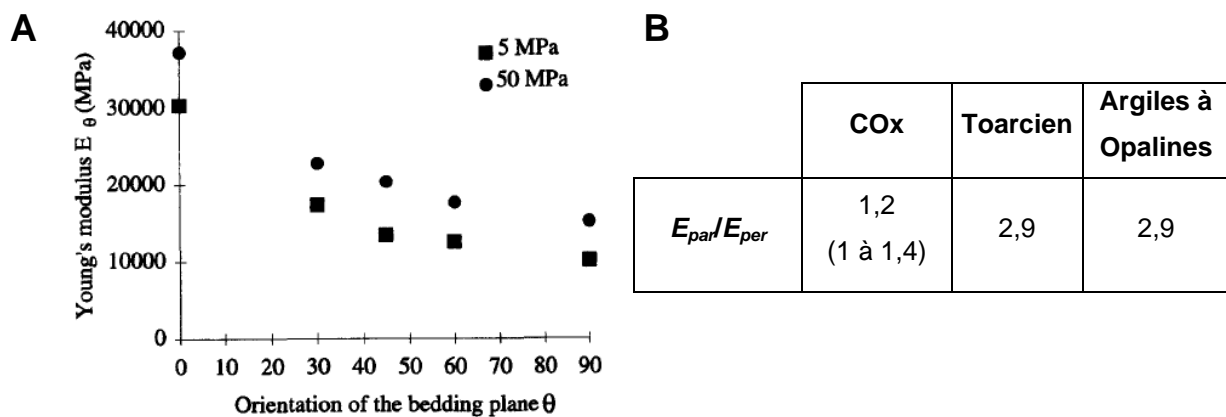 A
40000
30000
20000
10000
0
Young's modulus E θ (MPa)
■ 5 MPa
● 50 MPa
0 10 20 30 40 50 60 70 80 90
Orientation of the bedding plane θ
B
COx Toarcien Argiles à
Opalines
Epar/Eper 1,2
(1 à 1,4) 2,9 2,9